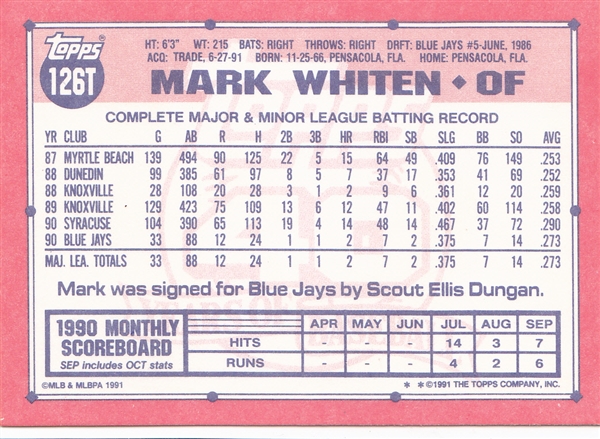 topps®
126T
HT: 6'3" WT: 215 BATS: RIGHT THROWS: RIGHT DRFT: BLUE JAYS #5-JUNE, 1986
ACQ: TRADE, 6-27-91 BORN: 11-25-66, PENSACOLA, FLA. HOME: PENSACOLA, FLA.
MARK WHITEN ◆ OF
COMPLETE MAJOR & MINOR LEAGUE BATTING RECORD
YR CLUB G AB R H 2B 3B HR RBI SB SLG BB SO AVG
87 MYRTLE BEACH 139 494 90 125 22 5 15 64 49 .409 76 149 .253
88 DUNEDIN 99 385 61 97 8 5 7 37 17 .353 41 69 .252
88 KNOXVILLE 28 108 20 28 3 1 2 9 6 .361 12 20 .259
89 KNOXVILLE 129 423 75 109 13 6 12 47 11 .402 60 114 .258
90 SYRACUSE 104 390 65 113 19 4 14 48 14 .467 37 72 .290
90 BLUE JAYS 33 88 12 24 1 1 2 7 2 .375 7 14 .273
MAJ. LEA. TOTALS 33 88 12 24 1 1 2 7 2 .375 7 14 .273
Mark was signed for Blue Jays by Scout Ellis Dungan.
1990 MONTHLY
SCOREBOARD
SEP includes OCT stats
APR MAY JUN JUL AUG SEP
HITS - - - 14 3 7
RUNS - - - 4 2 6
©MLB & MLBPA 1991
* * ©1991 THE TOPPS COMPANY, INC.